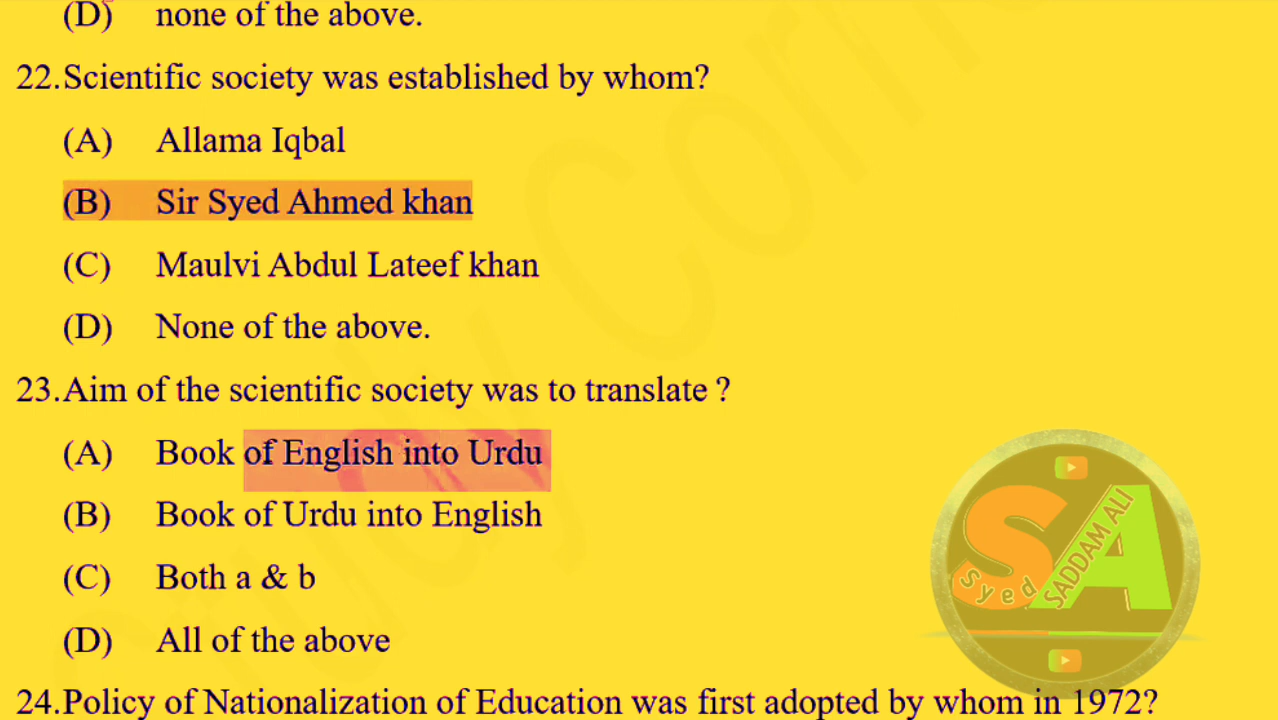 (D) none of the above.
22.Scientific society was established by whom?
(A) Allama Iqbal
(B) Sir Syed Ahmed khan
(C) Maulvi Abdul Lateef khan
(D) None of the above.
23.Aim of the scientific society was to translate ?
(A) Book of English into Urdu
(B) Book of Urdu into English
(C) Both a & b
(D) All of the above
24.Policy of Nationalization of Education was first adopted by whom in 1972?
SA
Syed
SADDAM ALI